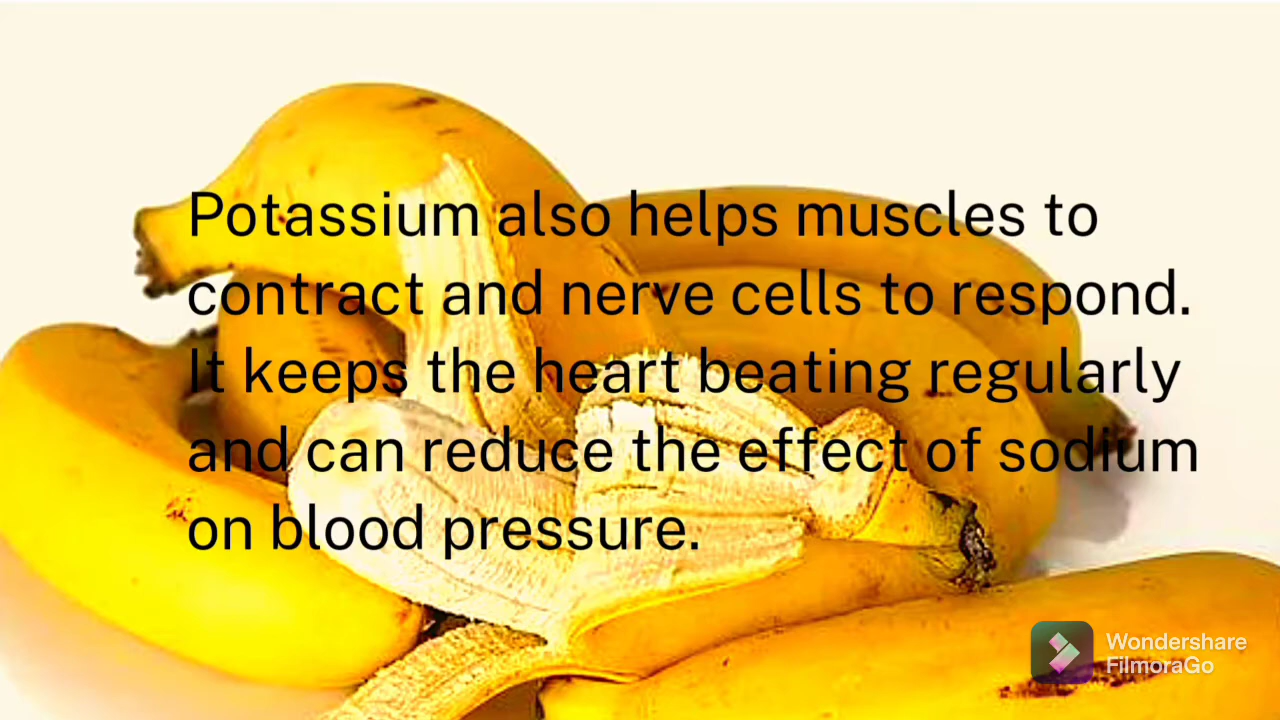 Potassium also helps muscles to
contract and nerve cells to respond.
It keeps the heart beating regularly
and can reduce the effect of sodium
on blood pressure.
Wondershare
FilmoraGo